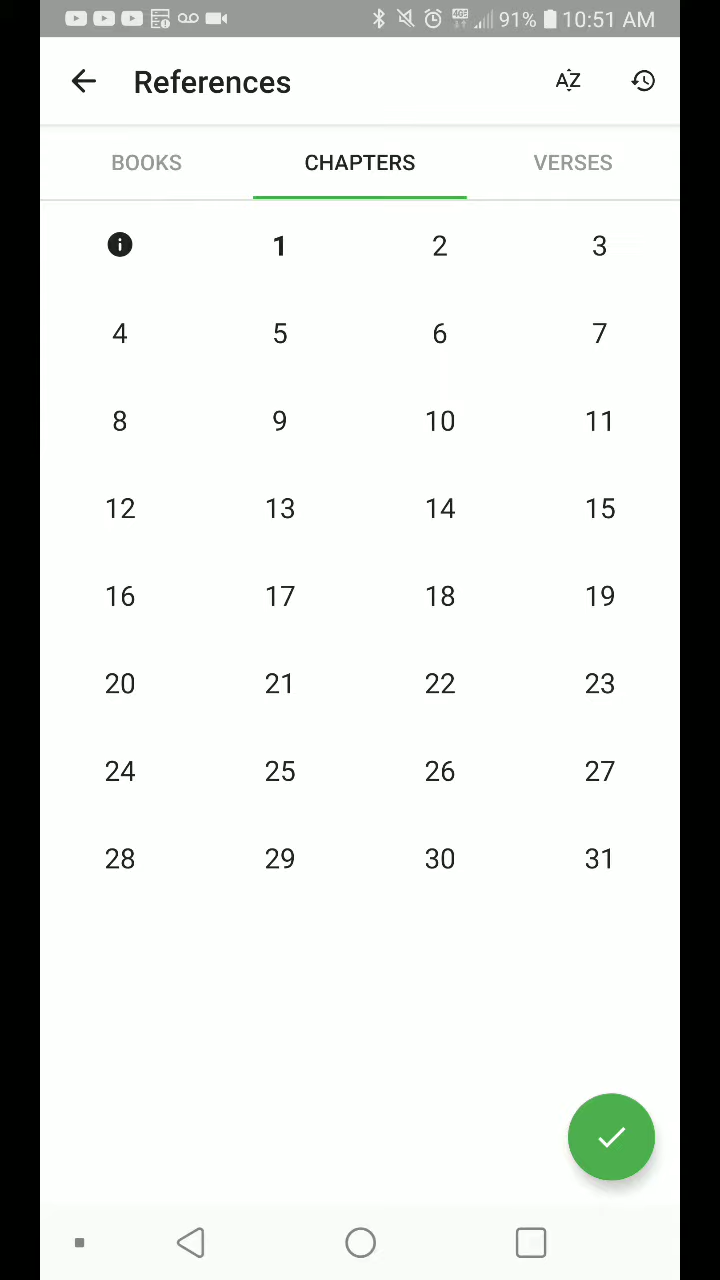 91% 10:51 AM
References AZ
BOOKS CHAPTERS VERSES
1 2 3
4 5 6 7
8 9 10 11
12 13 14 15
16 17 18 19
20 21 22 23
24 25 26 27
28 29 30 31